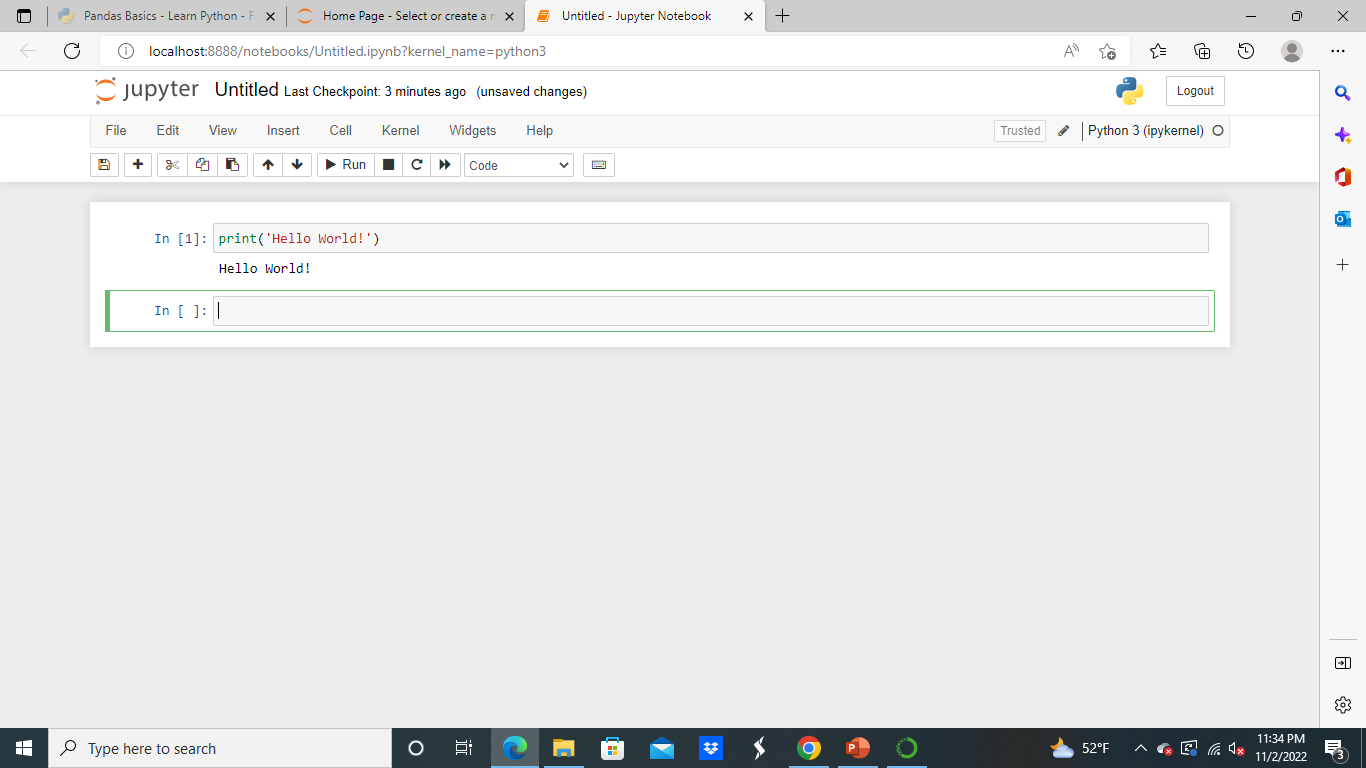 Pandas Basics - Learn Python - F
Home Page - Select or create a n
Untitled - Jupyter Notebook
localhost:8888/notebooks/Untitled.ipynb?kernel_name=python3
jupyter Untitled Last Checkpoint: 3 minutes ago (unsaved changes)
Logout
File Edit View Insert Cell Kernel Widgets Help
Trusted Python 3 (ipykernel)
Run Code
In [1]: print('Hello World!')
Hello World!
In [ ]:
Type here to search
52°F
11:34 PM
11/2/2022
3